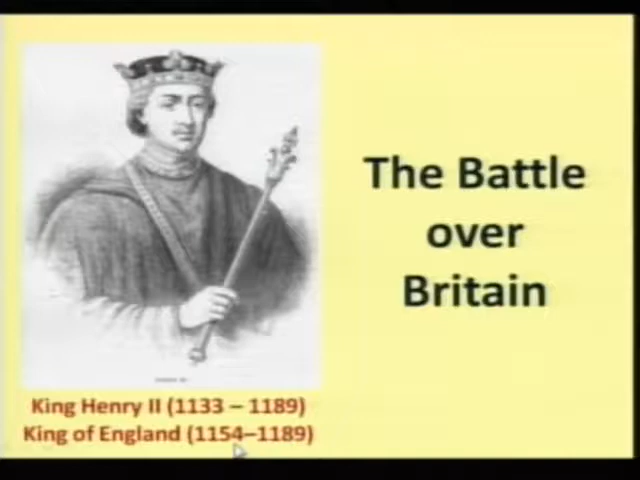 The Battle
over
Britain
King Henry II (1133 – 1189)
King of England (1154–1189)